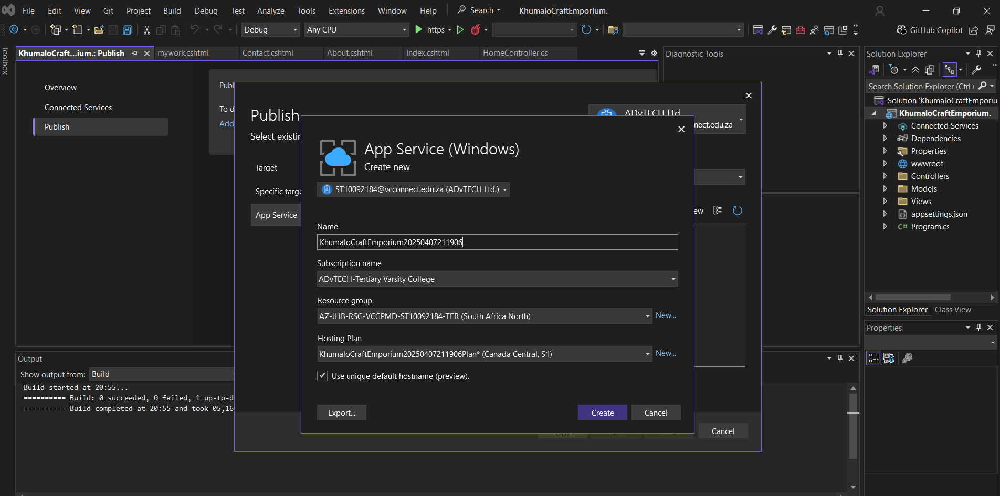 File Edit View Git Project Build Debug Test Analyze Tools Extensions Window Help Search KhumaloCraftEmporium.
Debug Any CPU https GitHub Copilot
Toolbox
KhumaloCraft...ium.: Publish mywork.cshtml Contact.cshtml About.cshtml Index.cshtml HomeController.cs
Overview
Connected Services
Publish
Publ
To d
Add
Publish
Select existin
Target
Specific targe
App Service
ADvTECH Ltd
nnect.edu.za
ew
Cancel
App Service (Windows)
Create new
ST10092184@vcconnect.edu.za (ADvTECH Ltd.)
Name
KhumaloCraftEmporium20250407211906
Subscription name
ADvTECH-Tertiary Varsity College
Resource group
AZ-JHB-RSG-VCGPMD-ST10092184-TER (South Africa North) New...
Hosting Plan
KhumaloCraftEmporium20250407211906Plan* (Canada Central, S1) New...
Use unique default hostname (preview).
Export... Create Cancel
Output
Show output from: Build
Build started at 20:55...
========== Build: 0 succeeded, 0 failed, 1 up-to-d
========== Build completed at 20:55 and took 05,16
Diagnostic Tools
Solution Explorer
Search Solution Explorer (Ctrl+
Solution 'KhumaloCraftEmporiu
KhumaloCraftEmporium.
Connected Services
Dependencies
Properties
wwwroot
Controllers
Models
Views
appsettings.json
C# Program.cs
Solution Explorer Class View
Properties